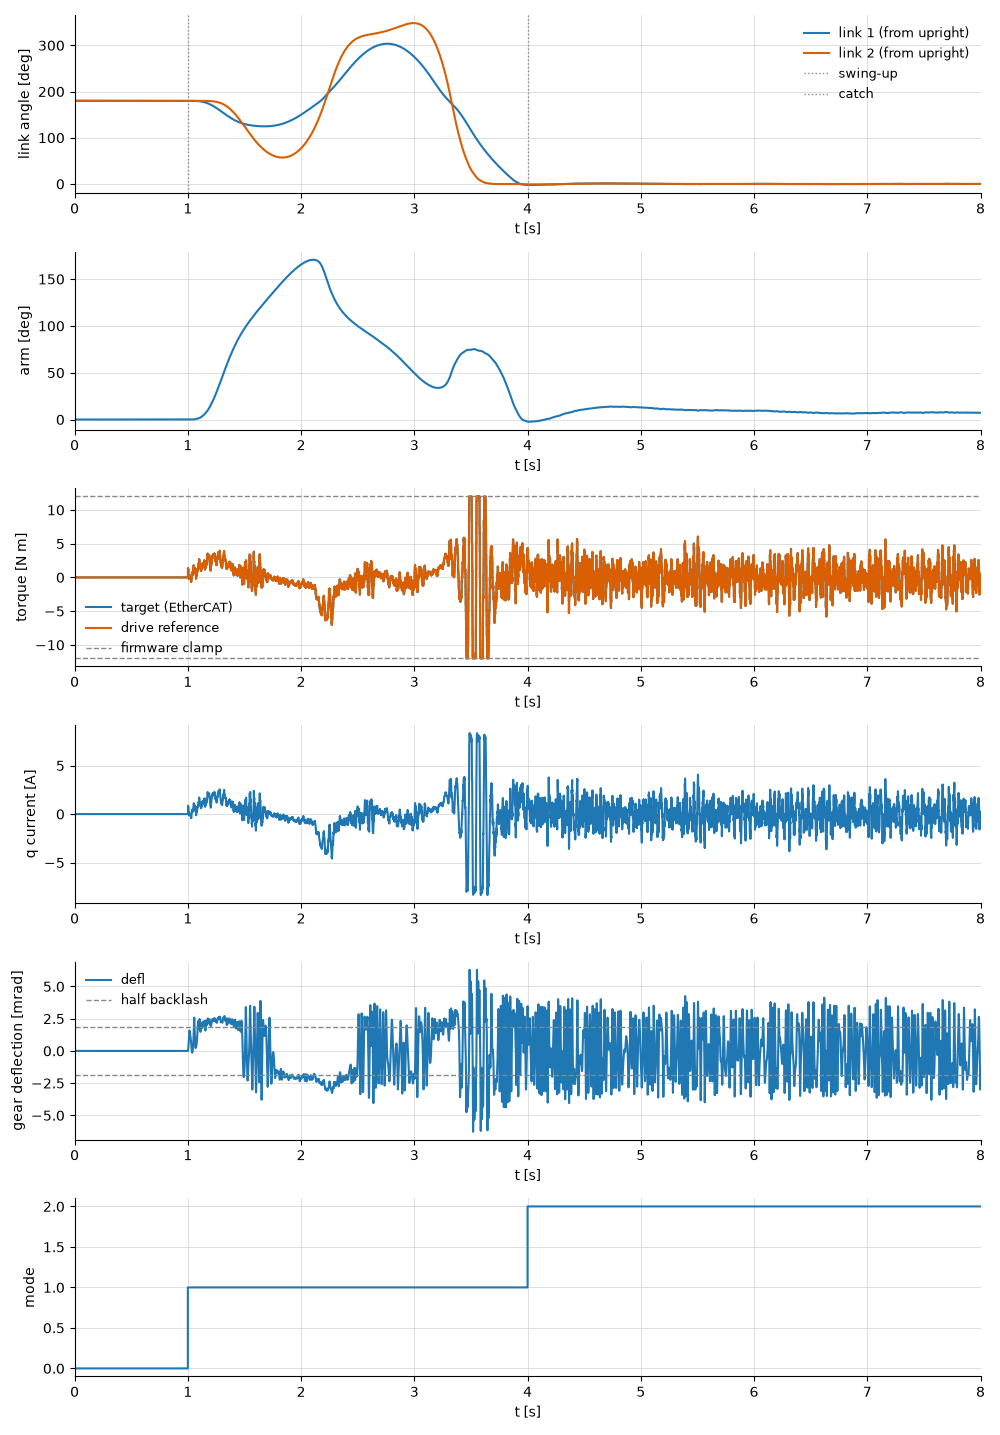 link angle [deg]
300
200
100
0
link 1 (from upright)
link 2 (from upright)
swing-up
catch
0 1 2 3 4 5 6 7 8
t [s]
arm [deg]
150
100
50
0
0 1 2 3 4 5 6 7 8
t [s]
torque [N m]
10
5
0
−5
−10
target (EtherCAT)
drive reference
firmware clamp
0 1 2 3 4 5 6 7 8
t [s]
q current [A]
5
0
−5
0 1 2 3 4 5 6 7 8
t [s]
gear deflection [mrad]
5.0
2.5
0.0
−2.5
−5.0
defl
half backlash
0 1 2 3 4 5 6 7 8
t [s]
mode
2.0
1.5
1.0
0.5
0.0
0 1 2 3 4 5 6 7 8
t [s]